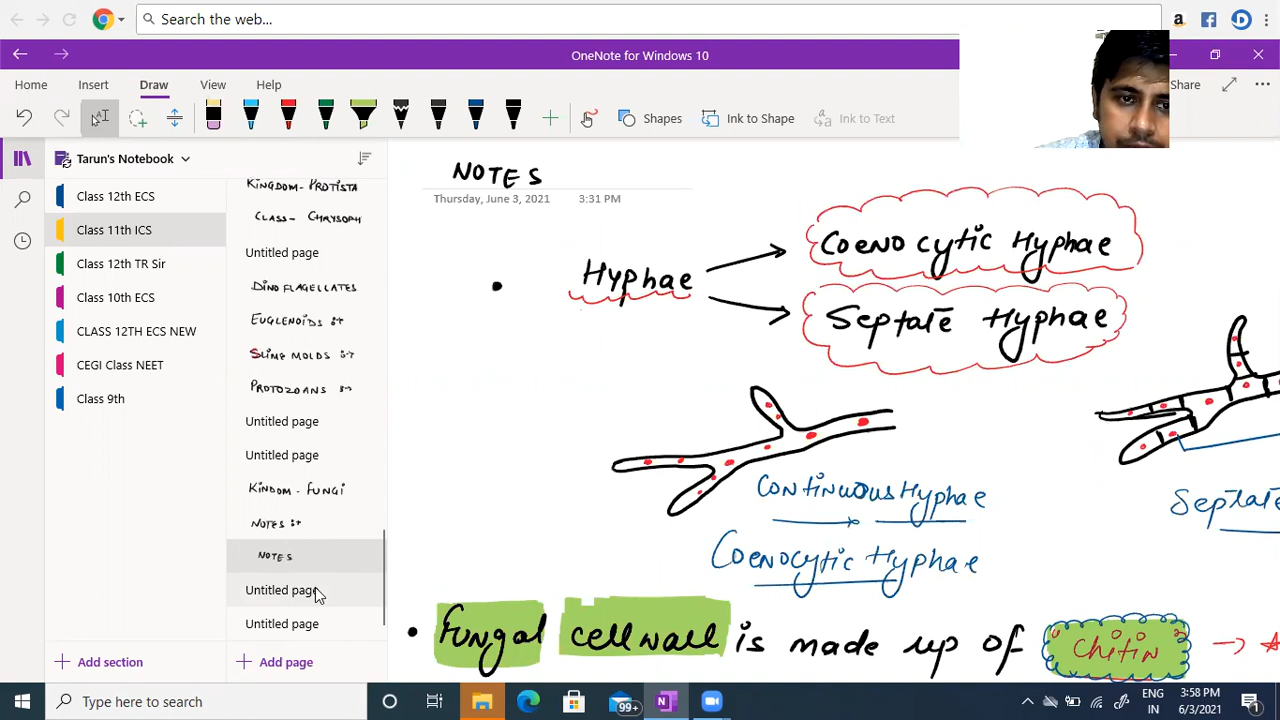 Search the web...
OneNote for Windows 10
Home Insert Draw View Help Share
Shapes Ink to Shape Ink to Text
Tarun's Notebook
Class 12th ECS
Class 11th ICS
Class 12th TR Sir
Class 10th ECS
CLASS 12TH ECS NEW
CEGI Class NEET
Class 9th
Add section
KINGDOM-PROTISTA
CLASS- CHRYSOPH
Untitled page
DINOFLAGELLATES
EUGLENOIDS :-
SLIME MOLDS :-
PROTOZOANS :-
Untitled page
Untitled page
KINDOM-FUNGI
NOTES :-
NOTES
Untitled page
Untitled page
Add page
NOTES
Thursday, June 3, 2021 3:31 PM
• Hyphae
Coenocytic Hyphae
Septate Hyphae
Continuous Hyphae
Coenocytic Hyphae
Septate
• Fungal cell wall is made up of "chitin" →
Type here to search
99+
ENG
IN
3:58 PM
6/3/2021
1